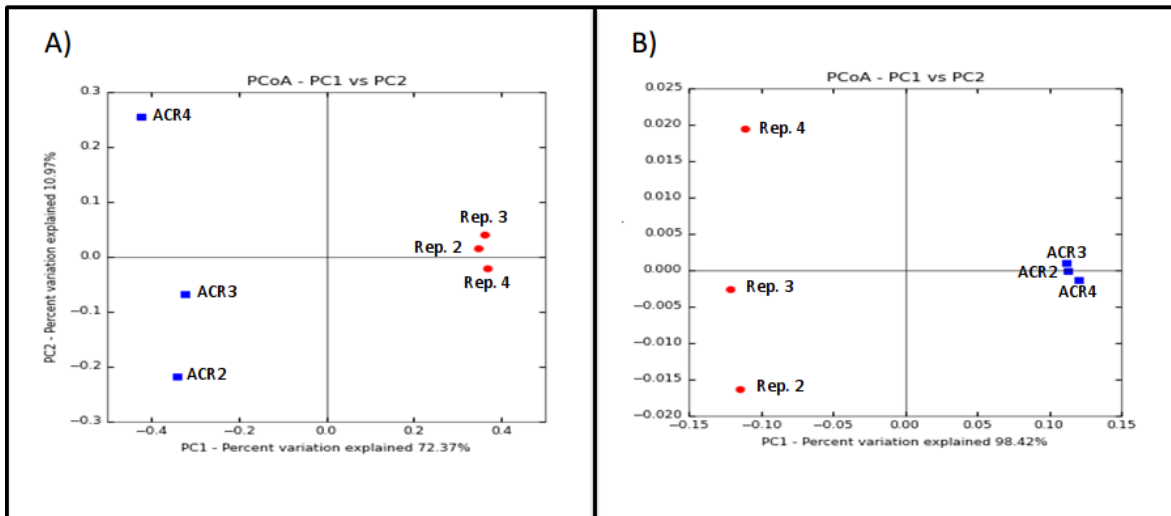 A)
PCoA - PC1 vs PC2
PC2 - Percent variation explained 10.97%
0.3
0.2
0.1
0.0
−0.1
−0.2
−0.3
ACR4
Rep. 3
Rep. 2
Rep. 4
ACR3
ACR2
−0.4
−0.2
0.0
0.2
0.4
PC1 - Percent variation explained 72.37%
B)
PCoA - PC1 vs PC2
0.025
0.020
0.015
0.010
0.005
0.000
−0.005
−0.010
−0.015
−0.020
Rep. 4
ACR3
ACR2
ACR4
Rep. 3
Rep. 2
−0.15
−0.10
−0.05
0.00
0.05
0.10
0.15
PC1 - Percent variation explained 98.42%